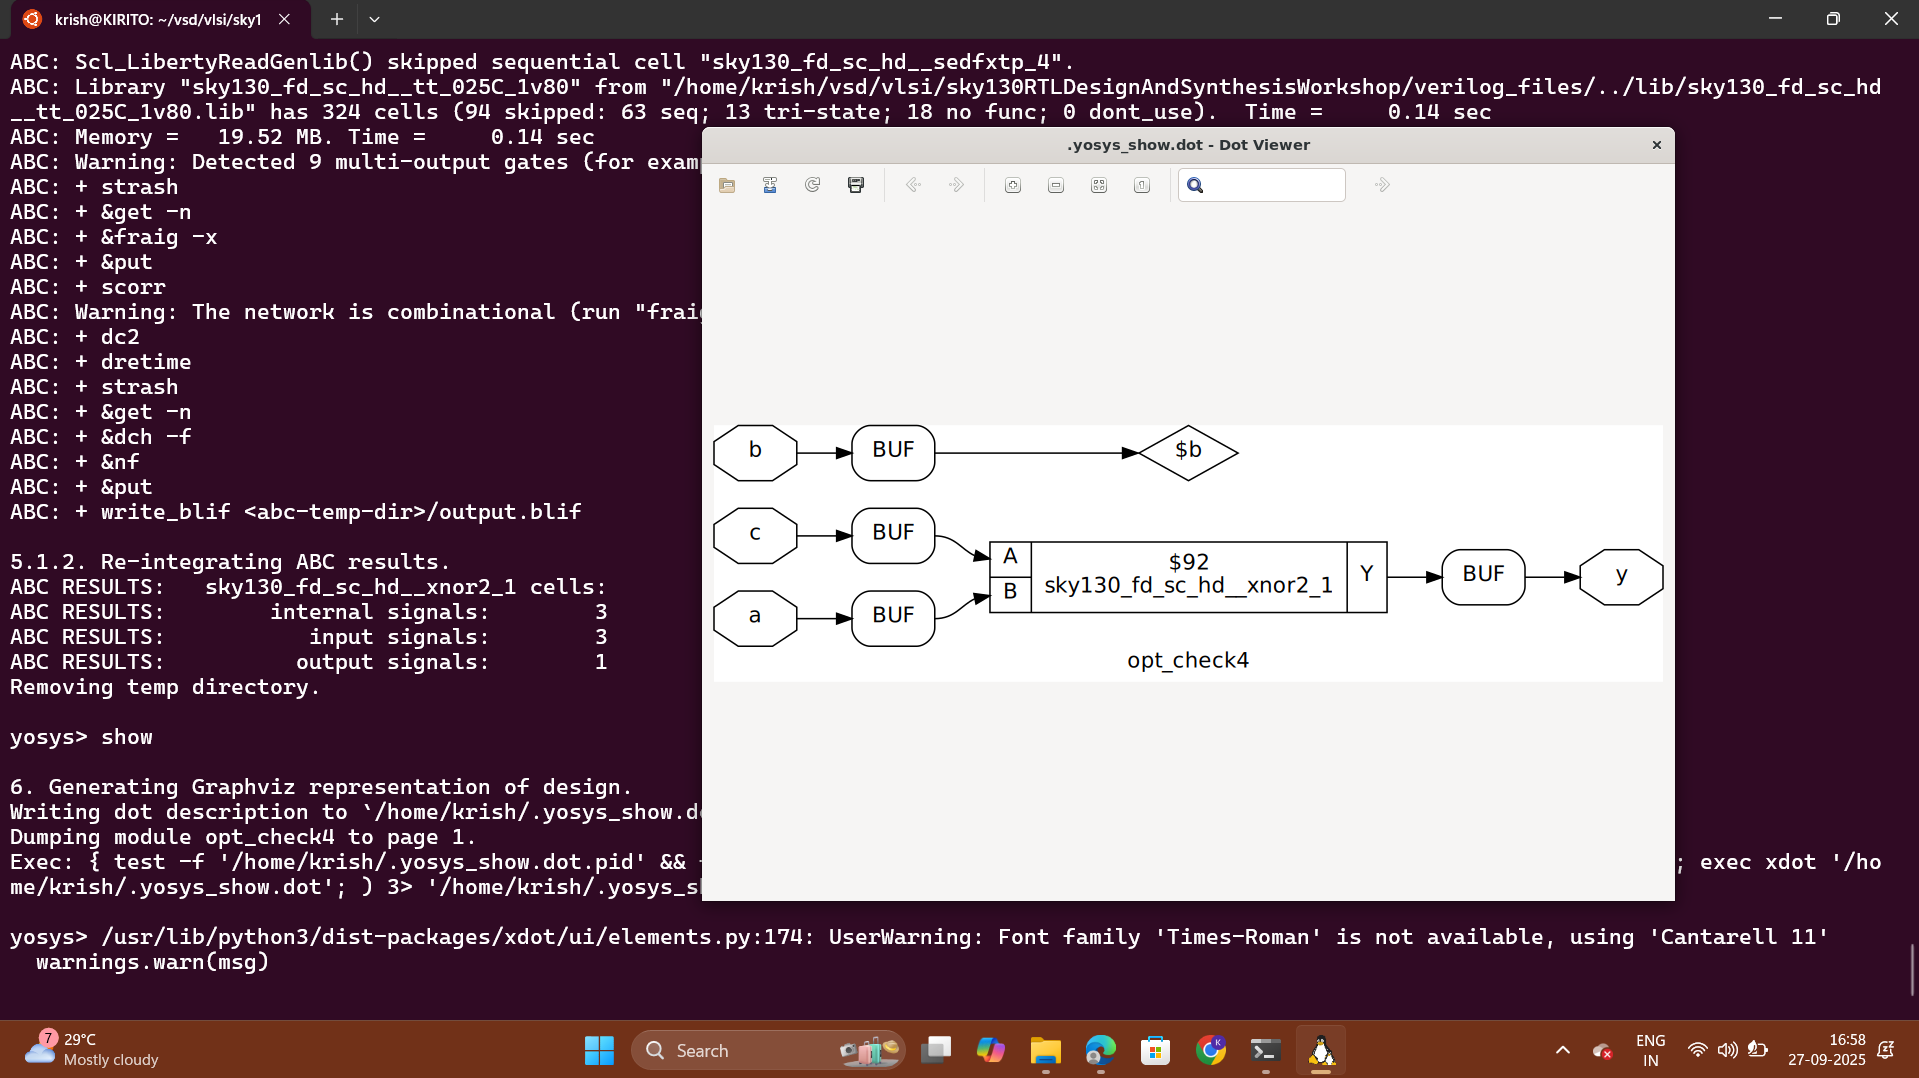 krish@KIRITO: ~/vsd/vlsi/sky1
ABC: Scl_LibertyReadGenlib() skipped sequential cell "sky130_fd_sc_hd__sedfxtp_4".
ABC: Library "sky130_fd_sc_hd__tt_025C_1v80" from "/home/krish/vsd/vlsi/sky130RTLDesignAndSynthesisWorkshop/verilog_files/../lib/sky130_fd_sc_hd
__tt_025C_1v80.lib" has 324 cells (94 skipped: 63 seq; 13 tri-state; 18 no func; 0 dont_use).  Time =     0.14 sec
ABC: Memory =   19.52 MB. Time =     0.14 sec
ABC: Warning: Detected 9 multi-output gates (for exam
ABC: + strash
ABC: + &get -n
ABC: + &fraig -x
ABC: + &put
ABC: + scorr
ABC: Warning: The network is combinational (run "frai
ABC: + dc2
ABC: + dretime
ABC: + strash
ABC: + &get -n
ABC: + &dch -f
ABC: + &nf
ABC: + &put
ABC: + write_blif <abc-temp-dir>/output.blif
5.1.2. Re-integrating ABC results.
ABC RESULTS:   sky130_fd_sc_hd__xnor2_1 cells:
ABC RESULTS:        internal signals:        3
ABC RESULTS:           input signals:        3
ABC RESULTS:          output signals:        1
Removing temp directory.
yosys> show
6. Generating Graphviz representation of design.
Writing dot description to `/home/krish/.yosys_show.d
Dumping module opt_check4 to page 1.
Exec: { test -f '/home/krish/.yosys_show.dot.pid' && ; exec xdot '/ho
me/krish/.yosys_show.dot'; ) 3> '/home/krish/.yosys_s
yosys> /usr/lib/python3/dist-packages/xdot/ui/elements.py:174: UserWarning: Font family 'Times-Roman' is not available, using 'Cantarell 11'
warnings.warn(msg)
.yosys_show.dot - Dot Viewer
b BUF $b
c BUF
A $92
sky130_fd_sc_hd__xnor2_1 Y BUF y
B
a BUF
opt_check4
7
29°C
Mostly cloudy
Search
ENG
IN
16:58
27-09-2025